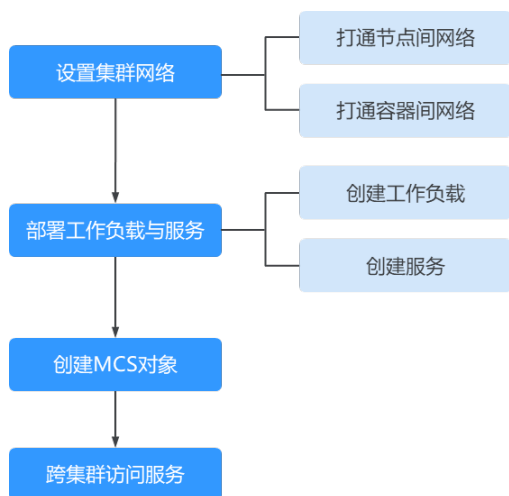 设置集群网络
打通节点间网络
打通容器间网络
部署工作负载与服务
创建工作负载
创建服务
创建MCS对象
跨集群访问服务